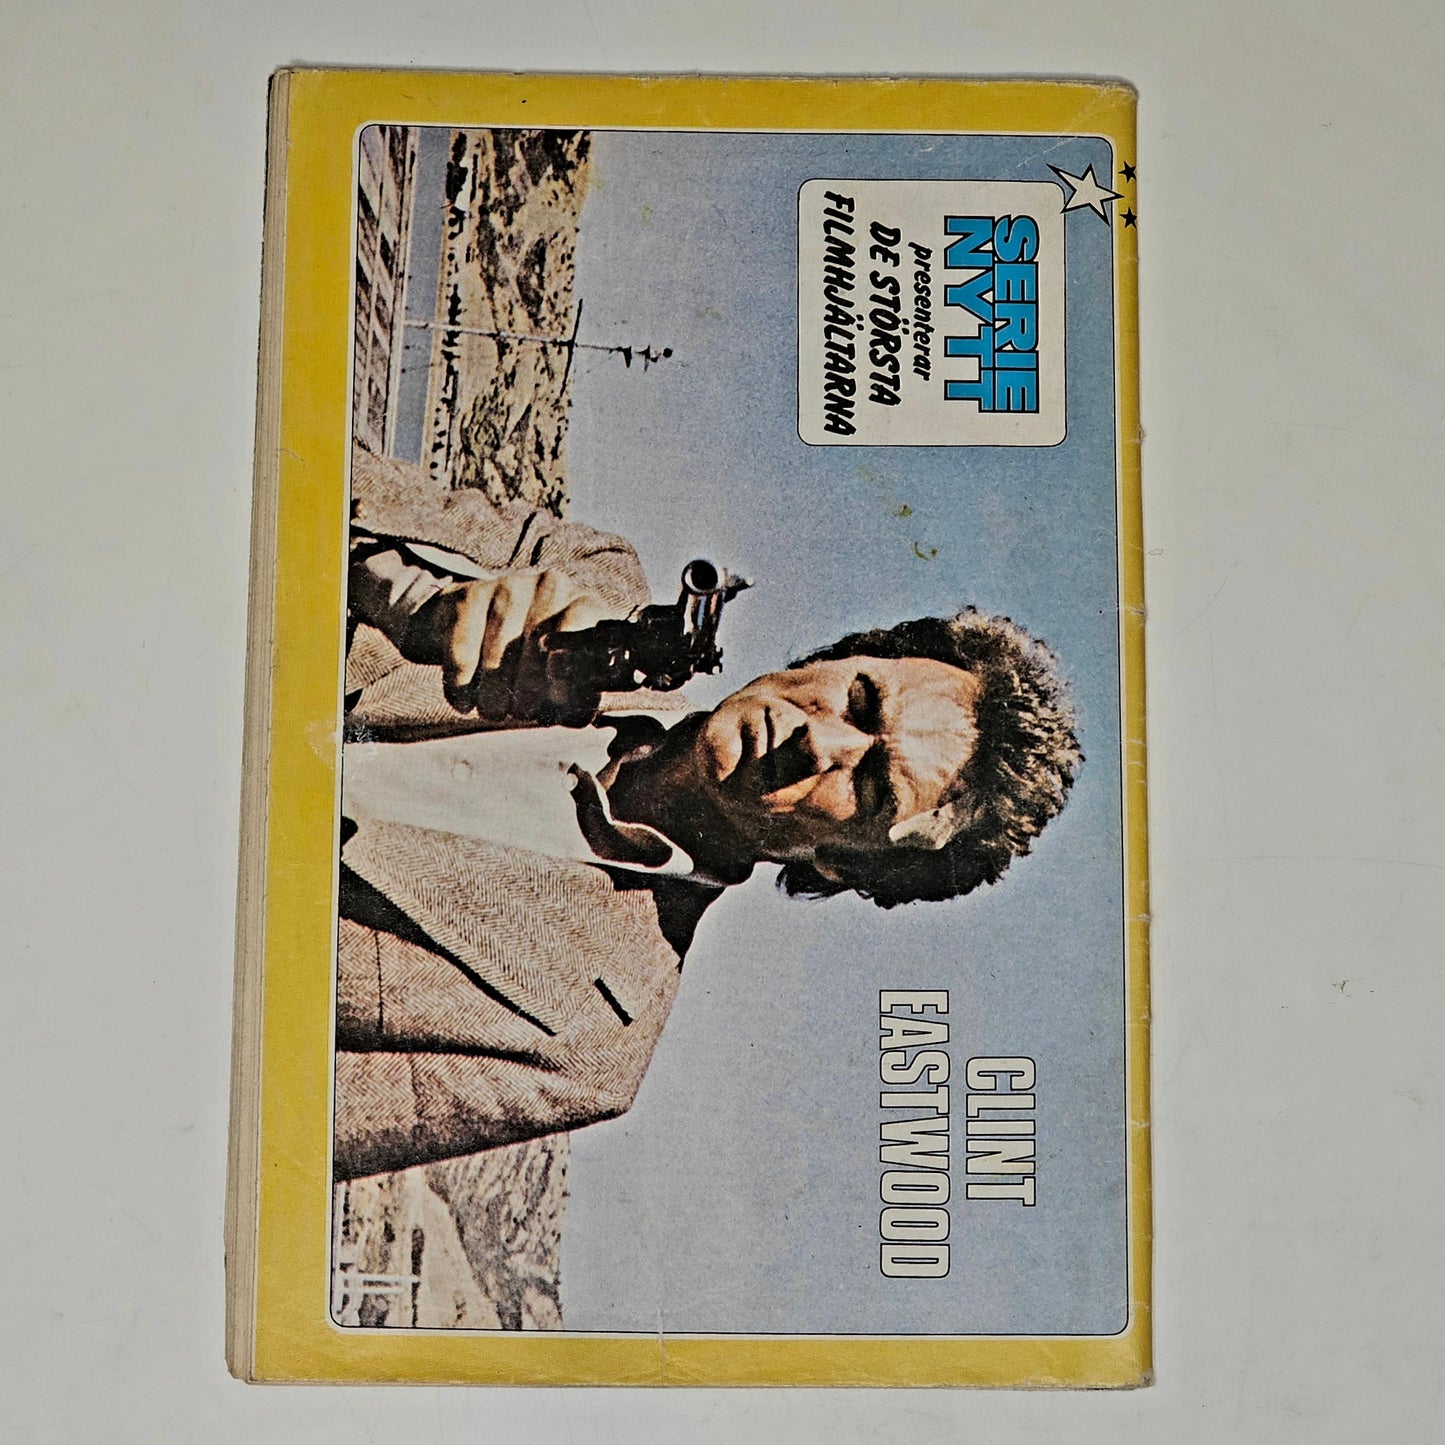 SERIE
NYTT
presenterar
DE STÖRSTA
FILMHJÄLTARNA
CLINT
EASTWOOD